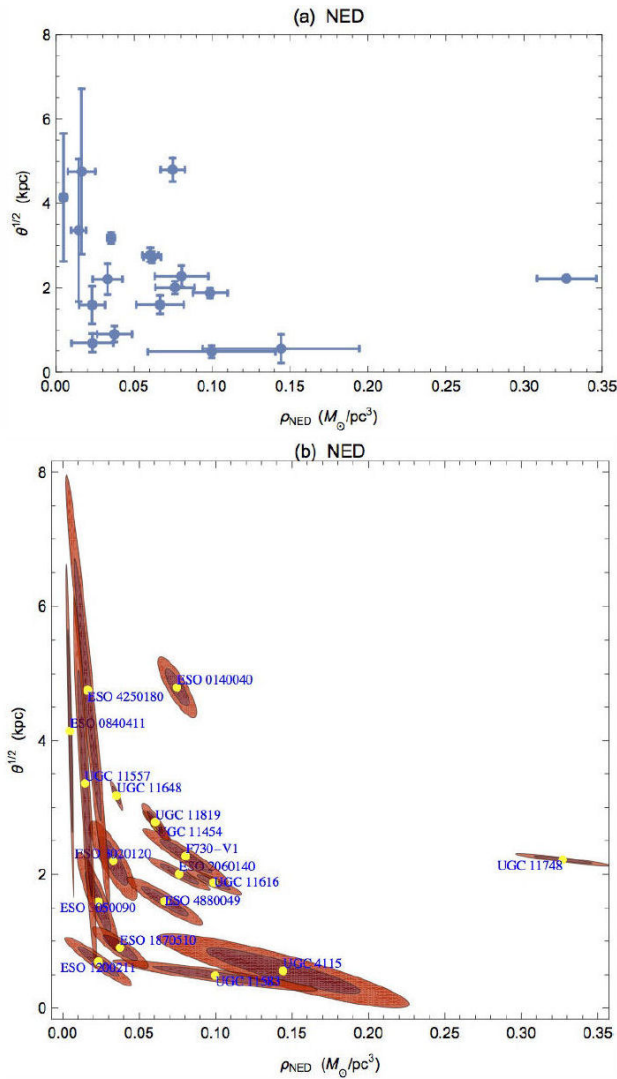 (a) NED
8
6
4
2
0
θ^1/2 (kpc)
0.00 0.05 0.10 0.15 0.20 0.25 0.30 0.35
ρNED (M⊙/pc³)
(b) NED
8
6
4
2
0
θ^1/2 (kpc)
ESO 0140040
ESO 4250180
ESO 0840411
UGC 11557
UGC 11648
UGC 11819
UGC 11454
F730-V1
ESO 3020120
ESO 2060140
UGC 11748
UGC 11616
ESO 4880049
ESO 1870510
ESO 1200211
UGC 4115
UGC 11583
0.00 0.05 0.10 0.15 0.20 0.25 0.30 0.35
ρNED (M⊙/pc³)